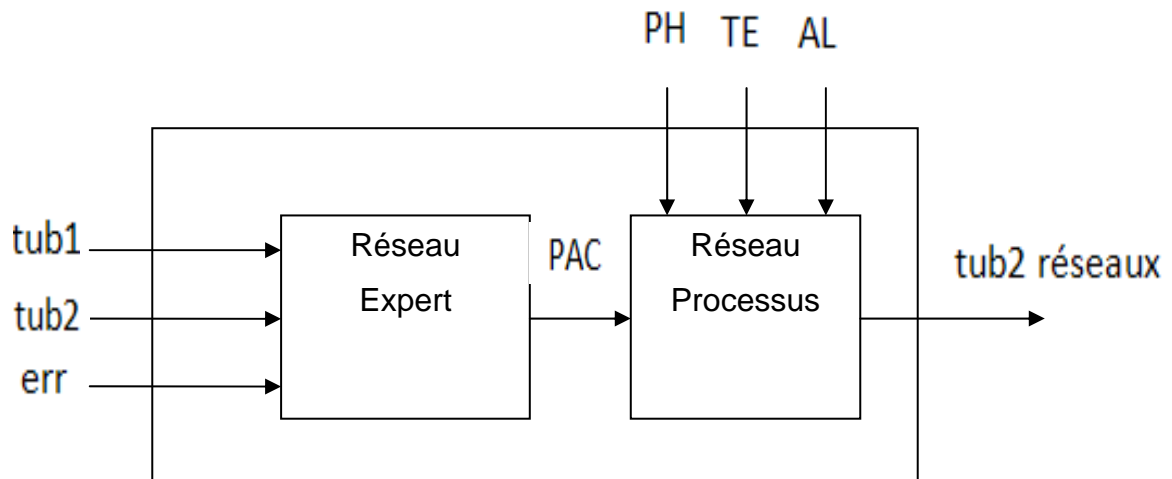 PH TE AL
tub1
tub2
err
Réseau
Expert
PAC
Réseau
Processus
tub2 réseaux